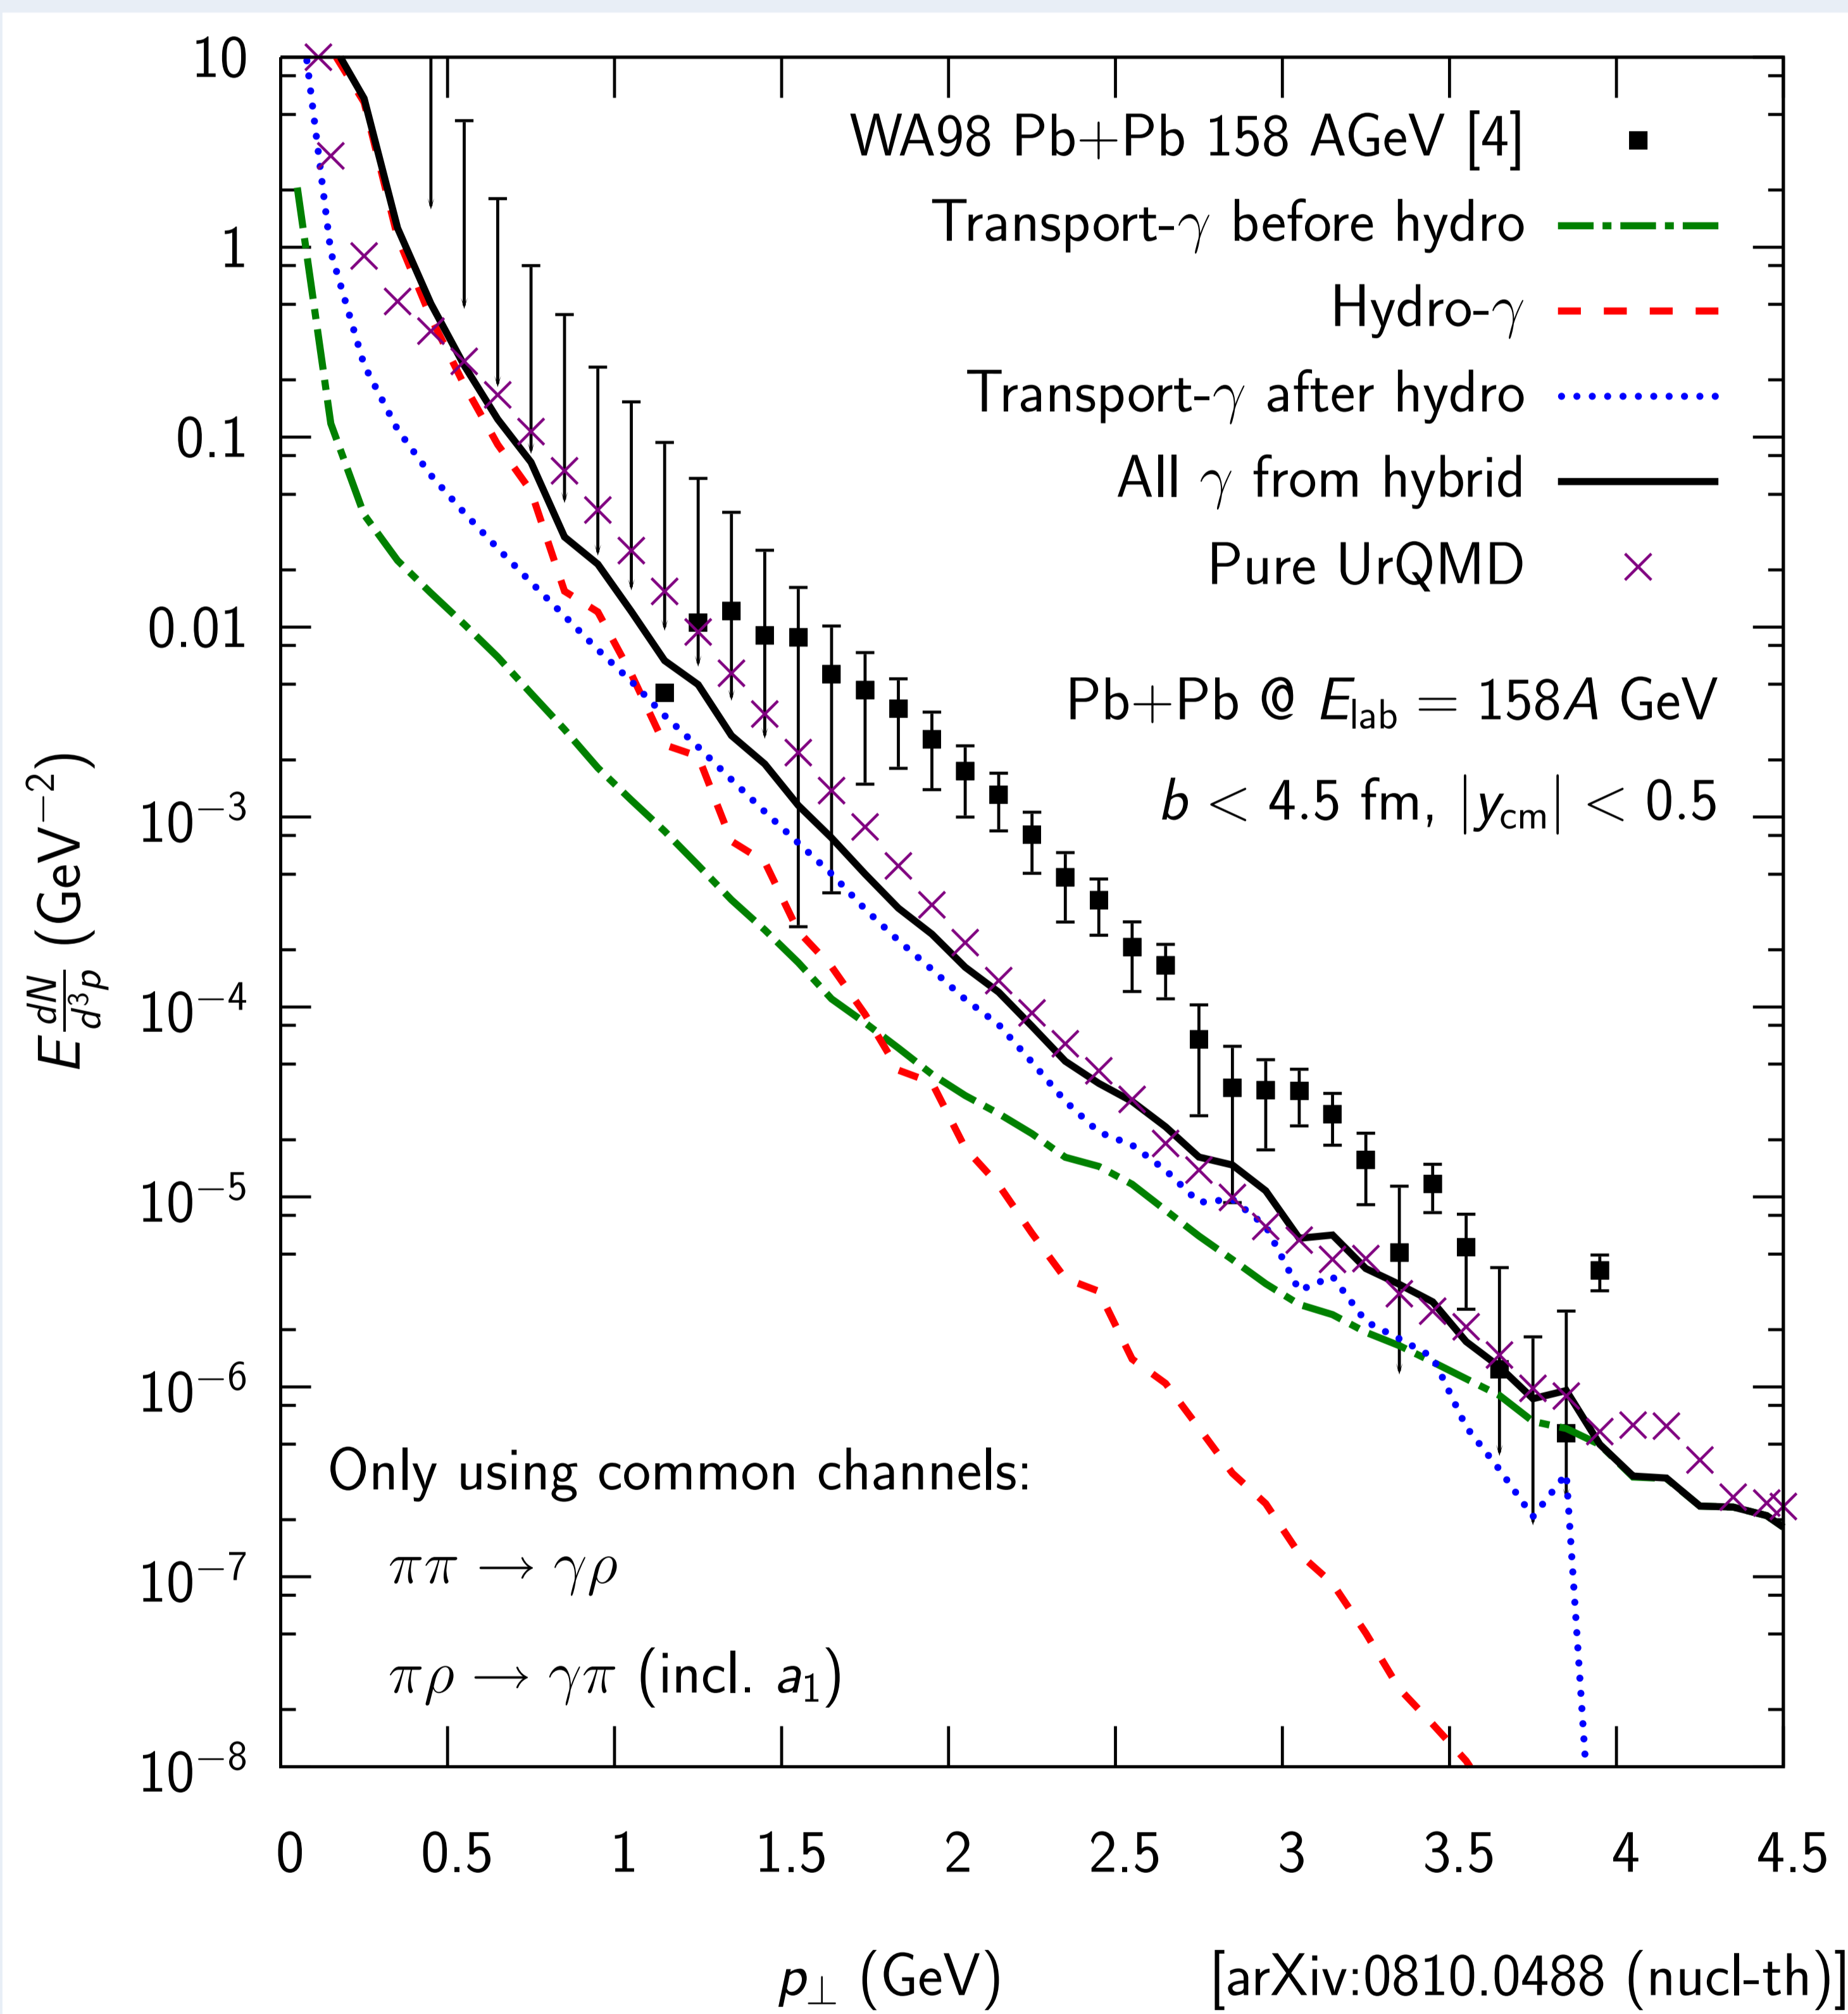 10
1
0.1
0.01
10⁻³
10⁻⁴
10⁻⁵
10⁻⁶
10⁻⁷
10⁻⁸
E dN/d³p (GeV⁻²)
WA98 Pb+Pb 158 AGeV [4]
Transport-γ before hydro
Hydro-γ
Transport-γ after hydro
All γ from hybrid
Pure UrQMD
Pb+Pb @ E_lab = 158A GeV
b < 4.5 fm, |y_cm| < 0.5
Only using common channels:
ππ → γρ
πρ → γπ (incl. a₁)
0 0.5 1 1.5 2 2.5 3 3.5 4 4.5
p⊥ (GeV) [arXiv:0810.0488 (nucl-th)]